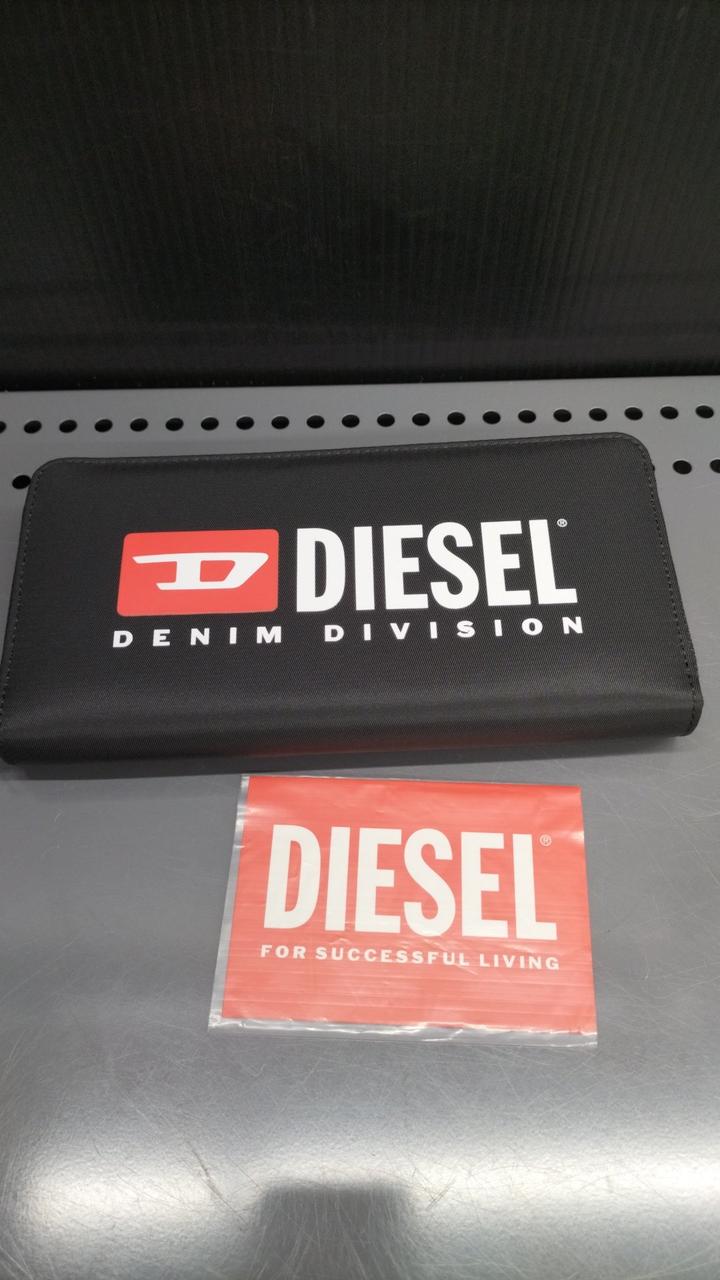 D DIESEL®
DENIM DIVISION
DIESEL®
FOR SUCCESSFUL LIVING